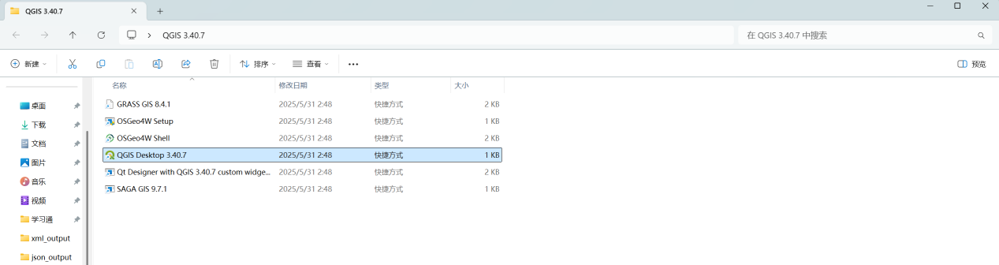 QGIS 3.40.7
QGIS 3.40.7
在 QGIS 3.40.7 中搜索
新建 排序 查看 预览
名称 修改日期 类型 大小
桌面
下载
文档
图片
音乐
视频
学习通
xml_output
json_output
GRASS GIS 8.4.1 2025/5/31 2:48 快捷方式 2 KB
OSGeo4W Setup 2025/5/31 2:48 快捷方式 1 KB
OSGeo4W Shell 2025/5/31 2:48 快捷方式 2 KB
QGIS Desktop 3.40.7 2025/5/31 2:48 快捷方式 1 KB
Qt Designer with QGIS 3.40.7 custom widge... 2025/5/31 2:48 快捷方式 2 KB
SAGA GIS 9.7.1 2025/5/31 2:48 快捷方式 1 KB